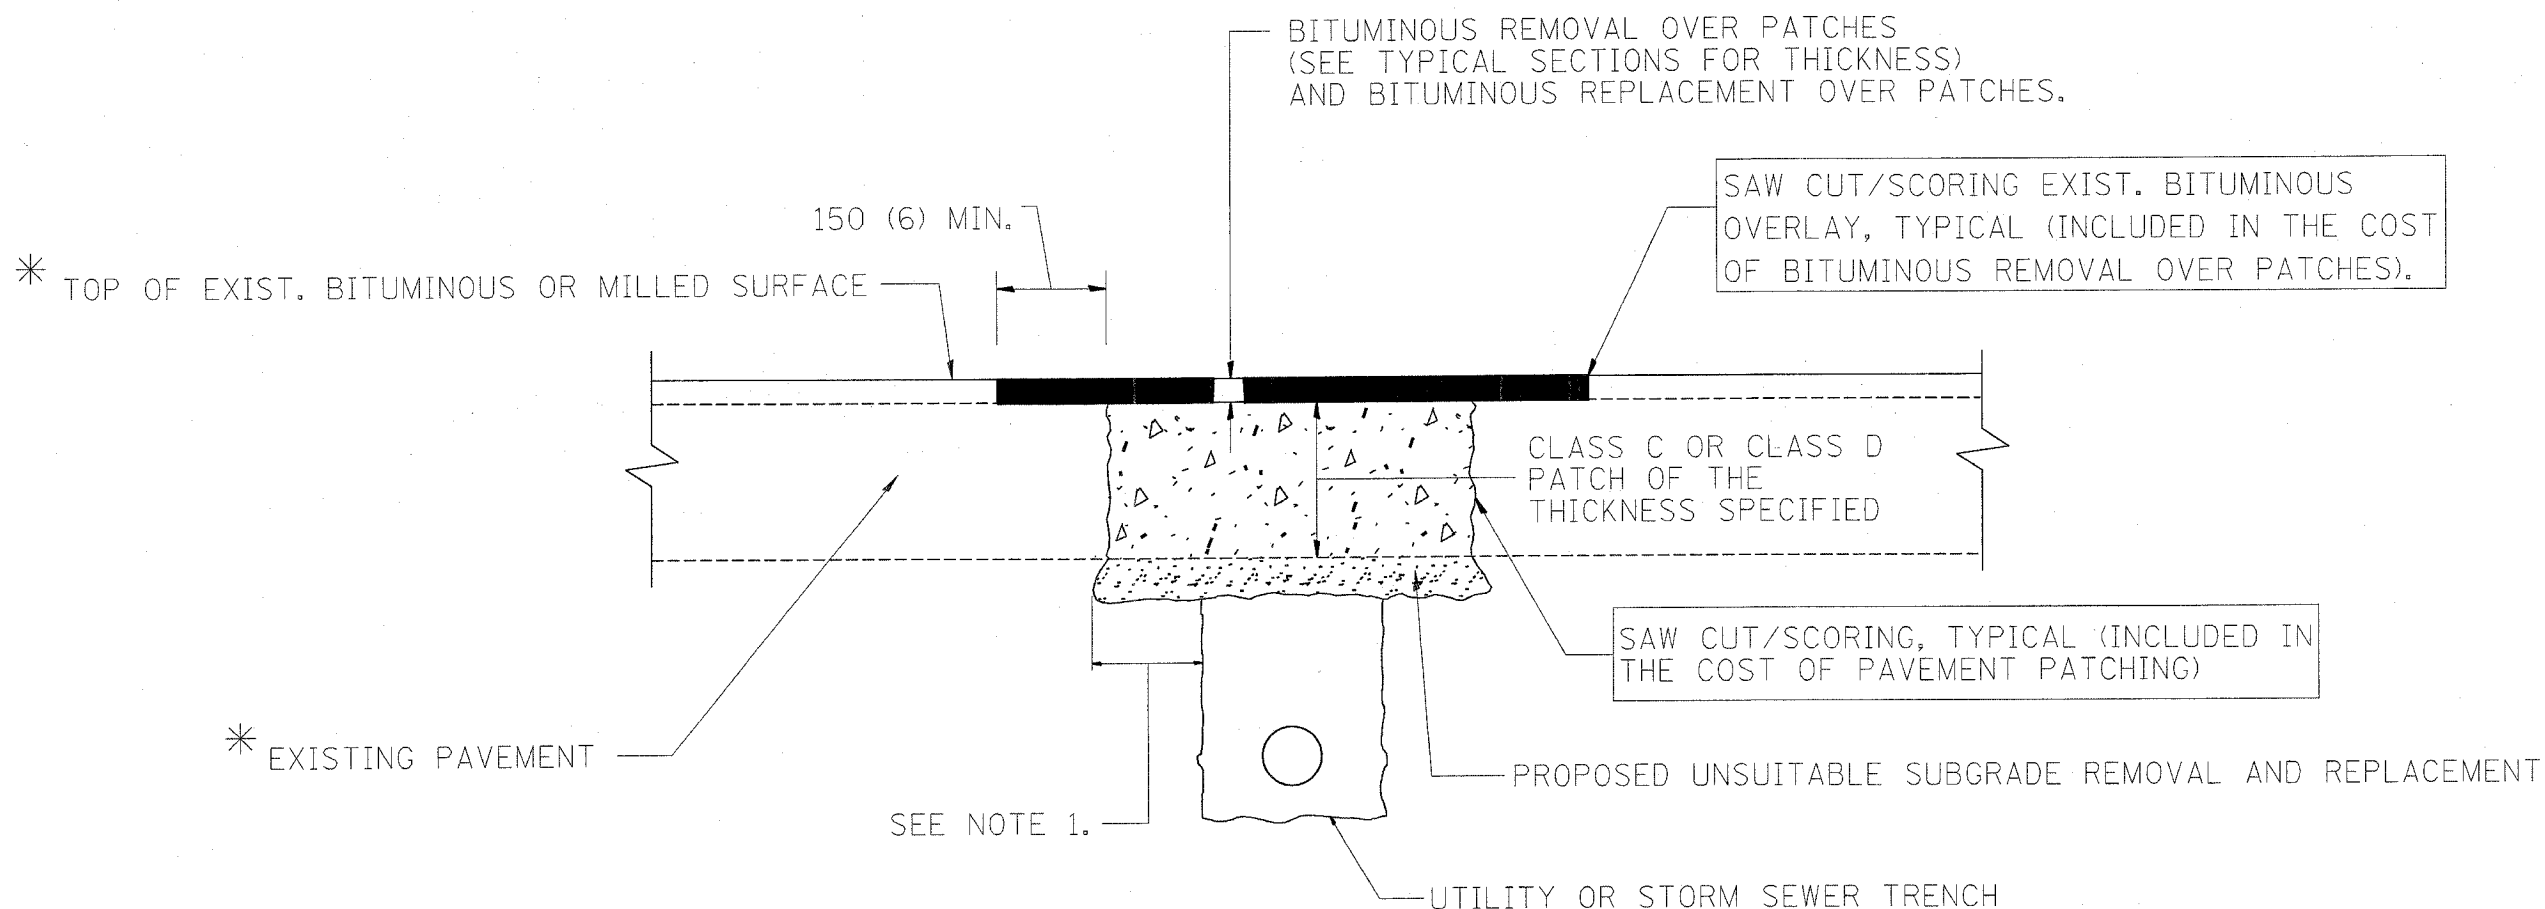 BITUMINOUS REMOVAL OVER PATCHES
(SEE TYPICAL SECTIONS FOR THICKNESS)
AND BITUMINOUS REPLACEMENT OVER PATCHES.
SAW CUT/SCORING EXIST. BITUMINOUS
OVERLAY, TYPICAL (INCLUDED IN THE COST
OF BITUMINOUS REMOVAL OVER PATCHES).
150 (6) MIN.
* TOP OF EXIST. BITUMINOUS OR MILLED SURFACE
CLASS C OR CLASS D
PATCH OF THE
THICKNESS SPECIFIED
SAW CUT/SCORING, TYPICAL (INCLUDED IN
THE COST OF PAVEMENT PATCHING)
* EXISTING PAVEMENT
PROPOSED UNSUITABLE SUBGRADE REMOVAL AND REPLACEMENT
SEE NOTE 1.
UTILITY OR STORM SEWER TRENCH